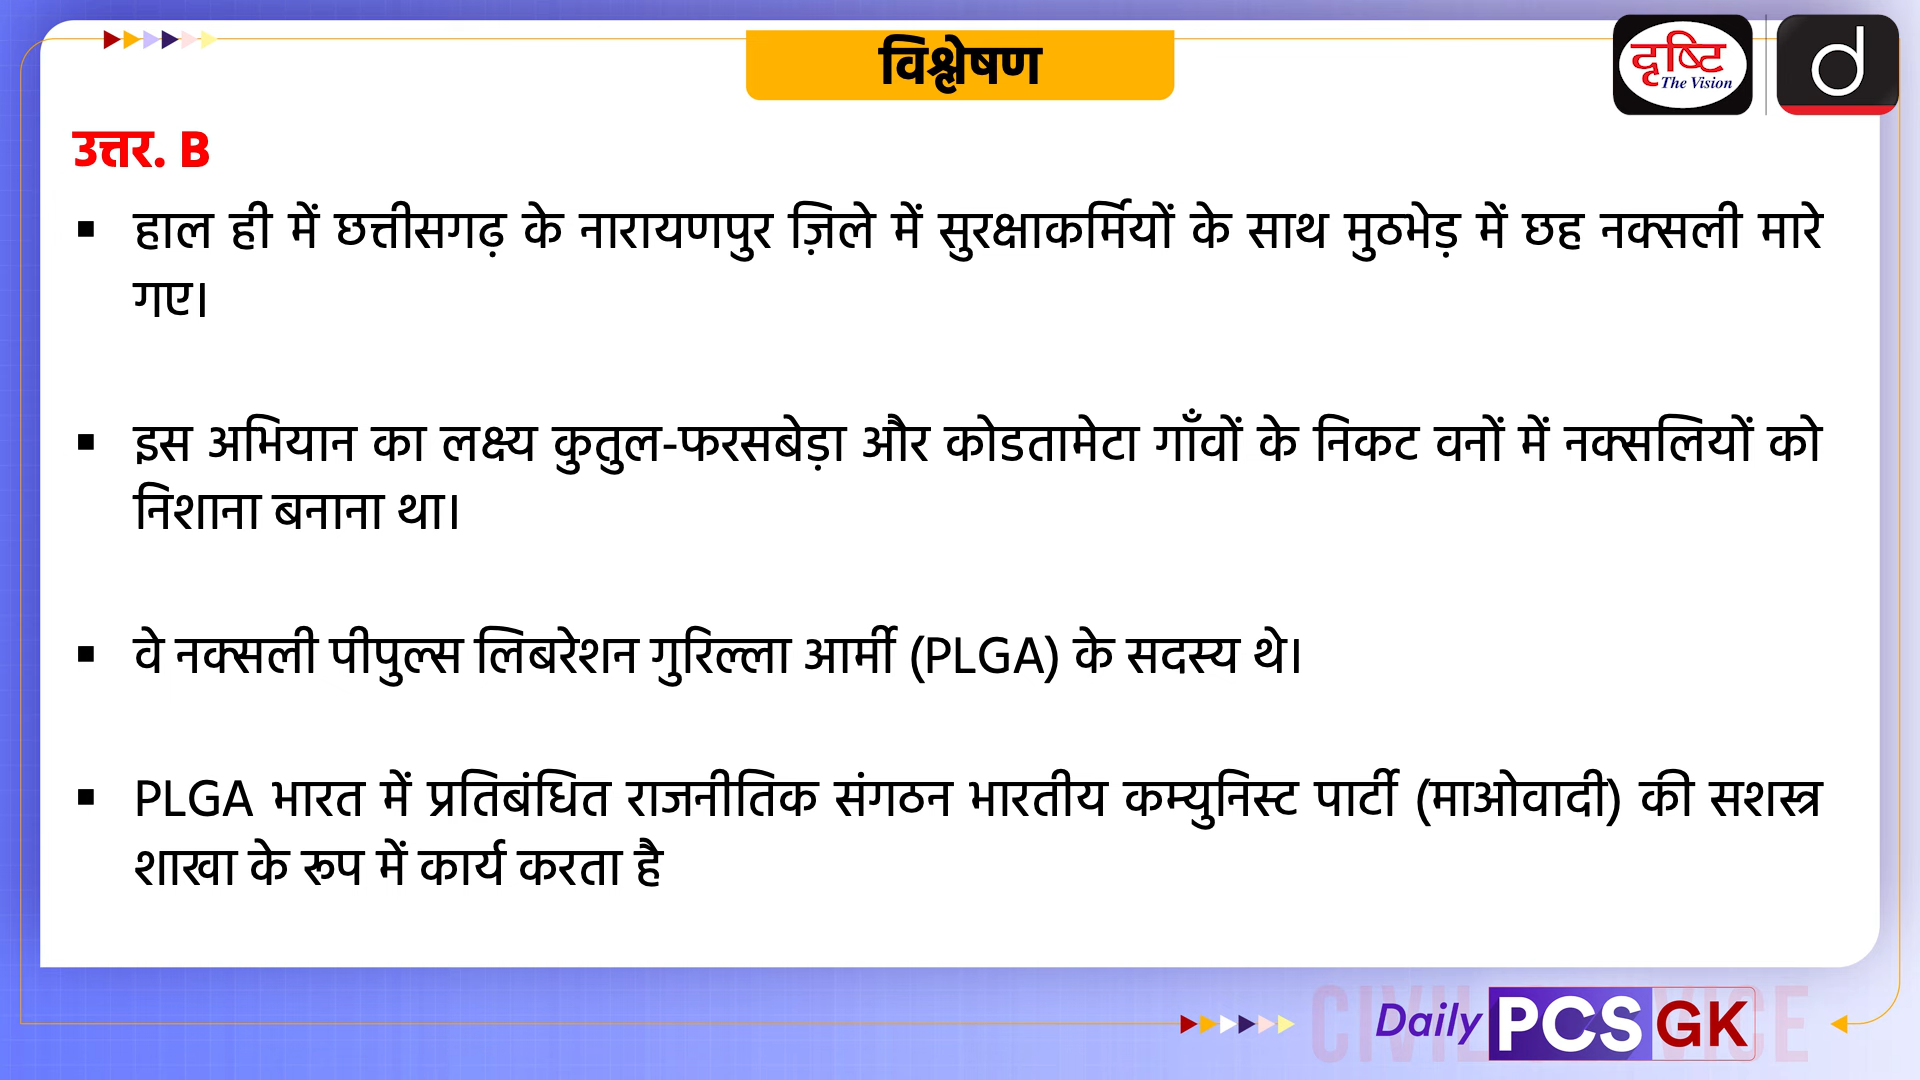 विश्लेषण
दृष्टि
The Vision
d
उत्तर. B
▪ हाल ही में छत्तीसगढ़ के नारायणपुर ज़िले में सुरक्षाकर्मियों के साथ मुठभेड़ में छह नक्सली मारे
गए।
▪ इस अभियान का लक्ष्य कुतुल-फरसबेड़ा और कोडतामेटा गाँवों के निकट वनों में नक्सलियों को
निशाना बनाना था।
▪ वे नक्सली पीपुल्स लिबरेशन गुरिल्ला आर्मी (PLGA) के सदस्य थे।
▪ PLGA भारत में प्रतिबंधित राजनीतिक संगठन भारतीय कम्युनिस्ट पार्टी (माओवादी) की सशस्त्र
शाखा के रूप में कार्य करता है
Daily PCS GK